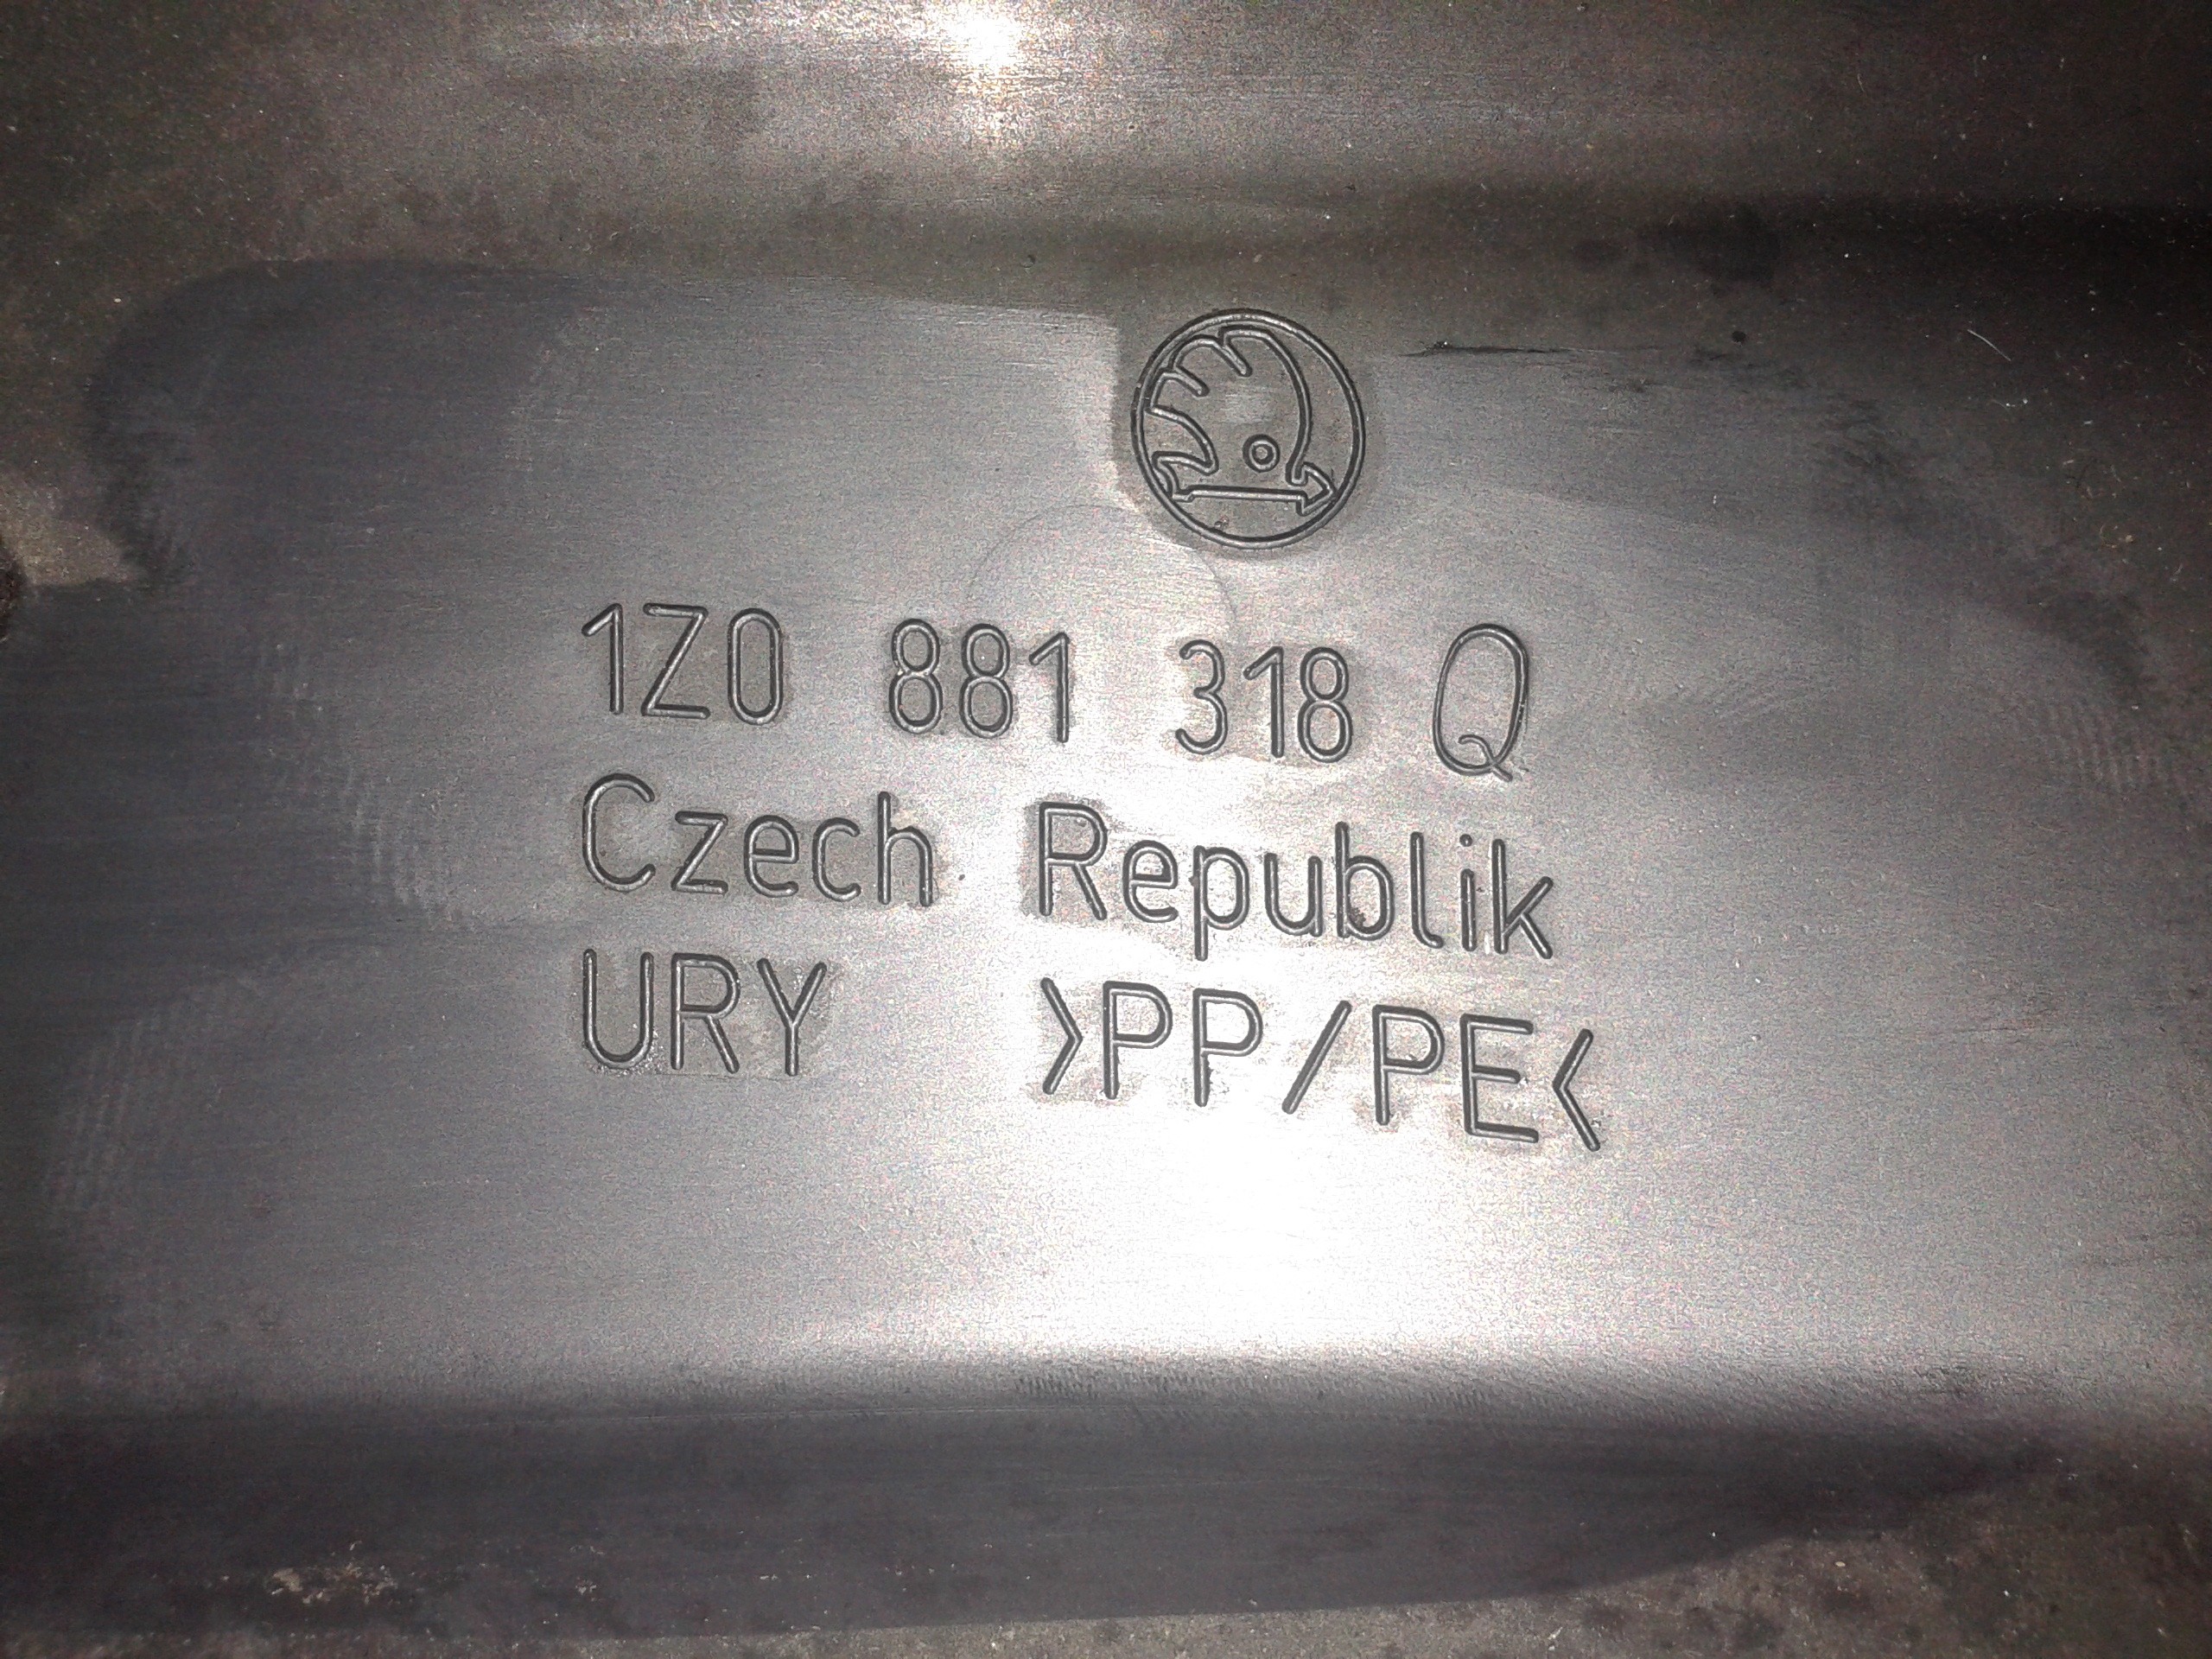 1Z0 881 318 Q
Czech Republik
URY >PP/PE<